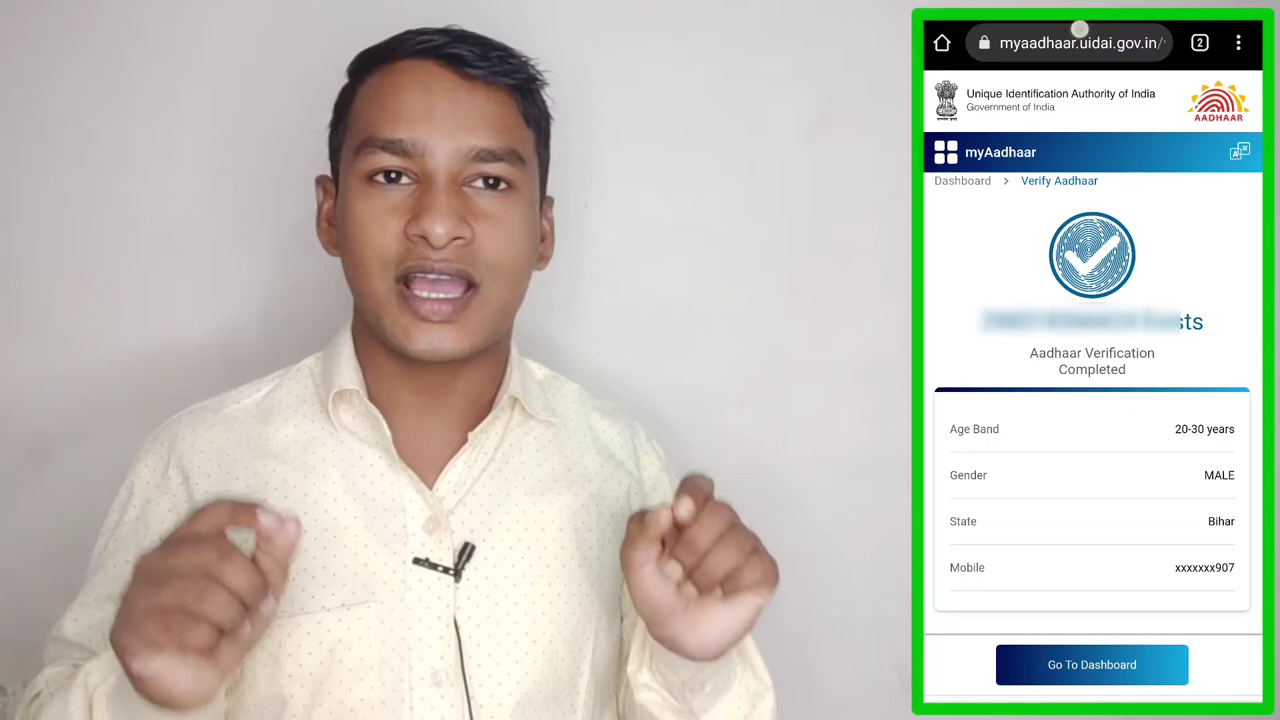 myaadhaar.uidai.gov.in/
2
Unique Identification Authority of India
Government of India
AADHAAR
myAadhaar
Dashboard > Verify Aadhaar
Aadhaar Verification
Completed
Age Band 20-30 years
Gender MALE
State Bihar
Mobile xxxxxxx907
Go To Dashboard